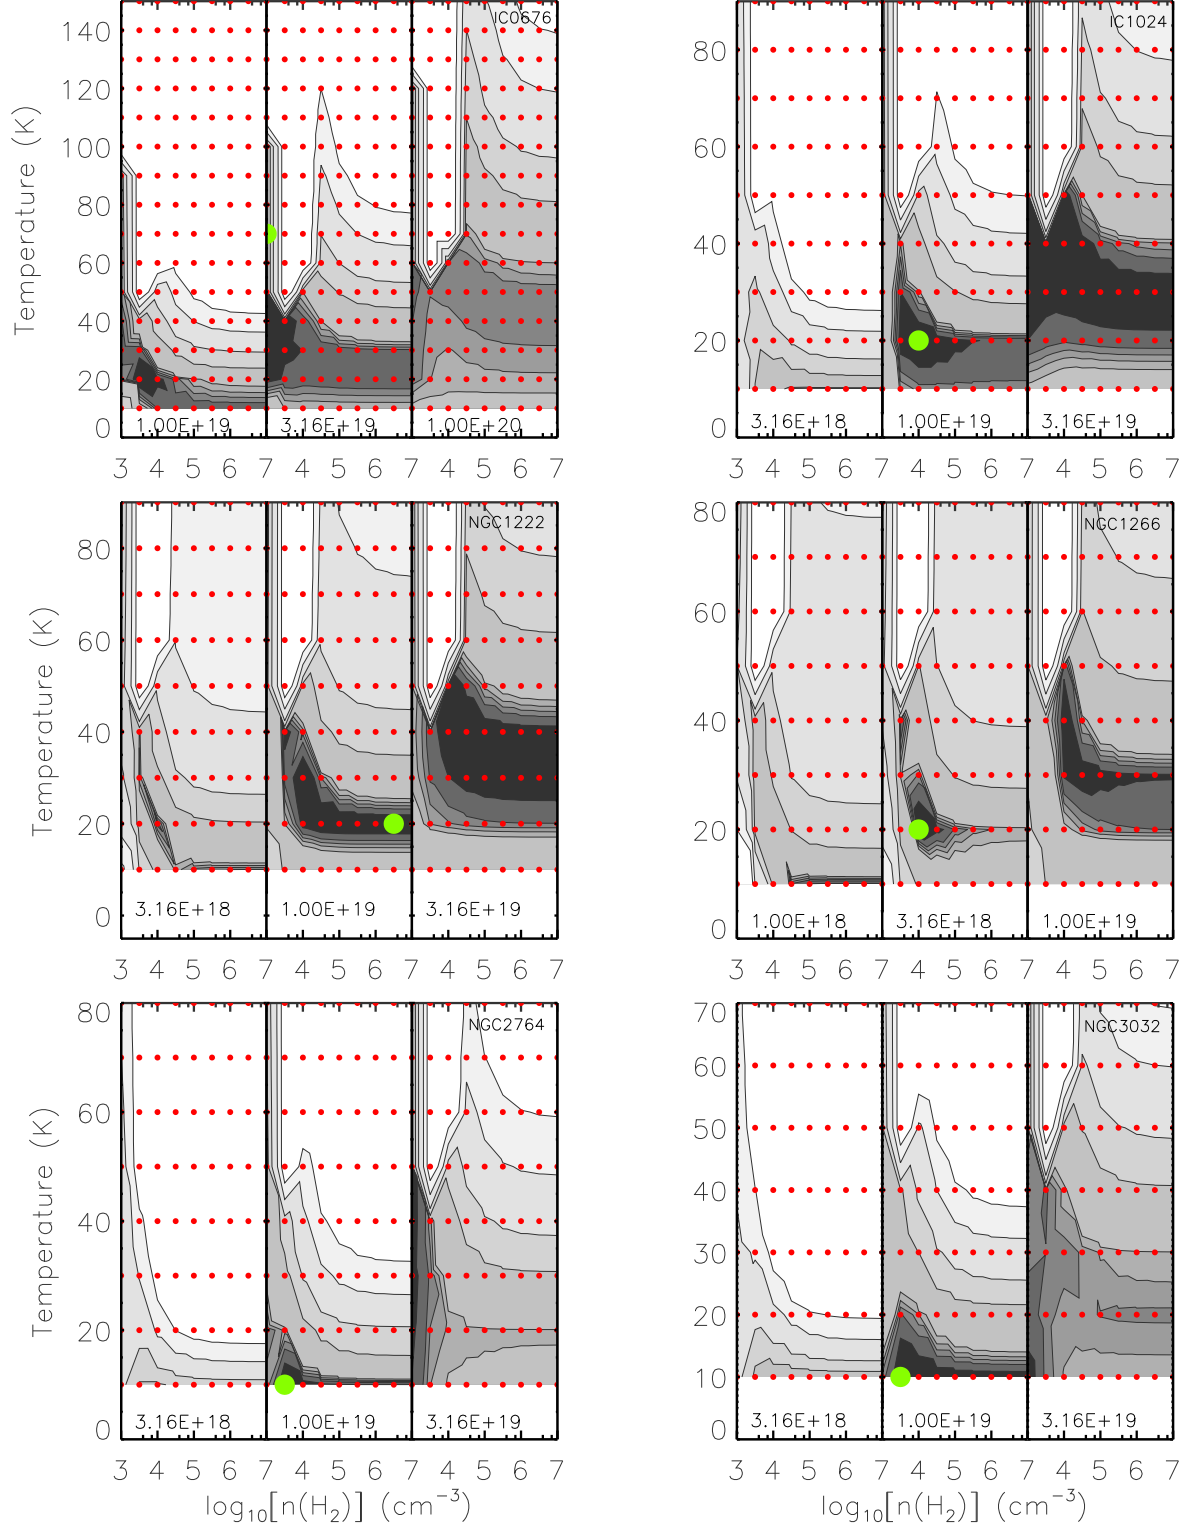 IC0676
140
120
100
80
60
40
20
0
Temperature (K)
1.00E+19 3.16E+19 1.00E+20
3 4 5 6 7 4 5 6 7 4 5 6 7
IC1024
80
60
40
20
0
3.16E+18 1.00E+19 3.16E+19
3 4 5 6 7 4 5 6 7 4 5 6 7
NGC1222
80
60
40
20
0
Temperature (K)
3.16E+18 1.00E+19 3.16E+19
3 4 5 6 7 4 5 6 7 4 5 6 7
NGC1266
80
60
40
20
0
1.00E+18 3.16E+18 1.00E+19
3 4 5 6 7 4 5 6 7 4 5 6 7
NGC2764
80
60
40
20
0
Temperature (K)
3.16E+18 1.00E+19 3.16E+19
3 4 5 6 7 4 5 6 7 4 5 6 7
log₁₀[n(H₂)] (cm⁻³)
NGC3032
70
60
50
40
30
20
10
0
3.16E+18 1.00E+19 3.16E+19
3 4 5 6 7 4 5 6 7 4 5 6 7
log₁₀[n(H₂)] (cm⁻³)